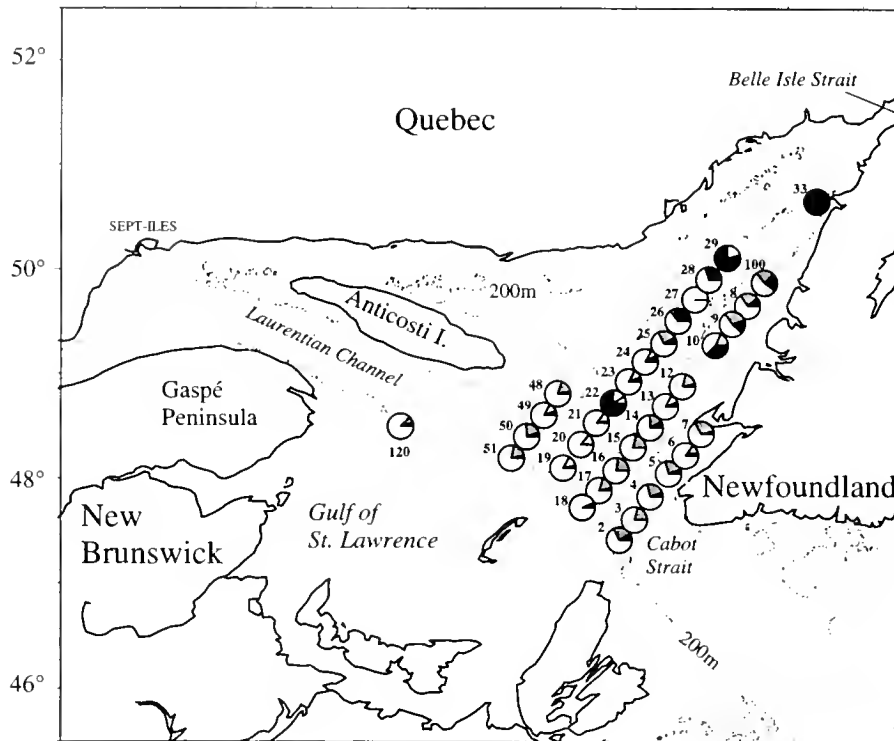 52°
Belle Isle Strait
Quebec
33
SEPT-ILES
29
100
50°
28
200m
27
8
Anticosti I.
26
9
Laurentian Channel
25
10
24
23
12
Gaspé
Peninsula
48
22
13
49
21
14
7
50
20
15
6
120
51
19
16
5
48°
17
4
Newfoundland
18
3
New
Brunswick
Gulf of
St. Lawrence
2
Cabot
Strait
200m
46°